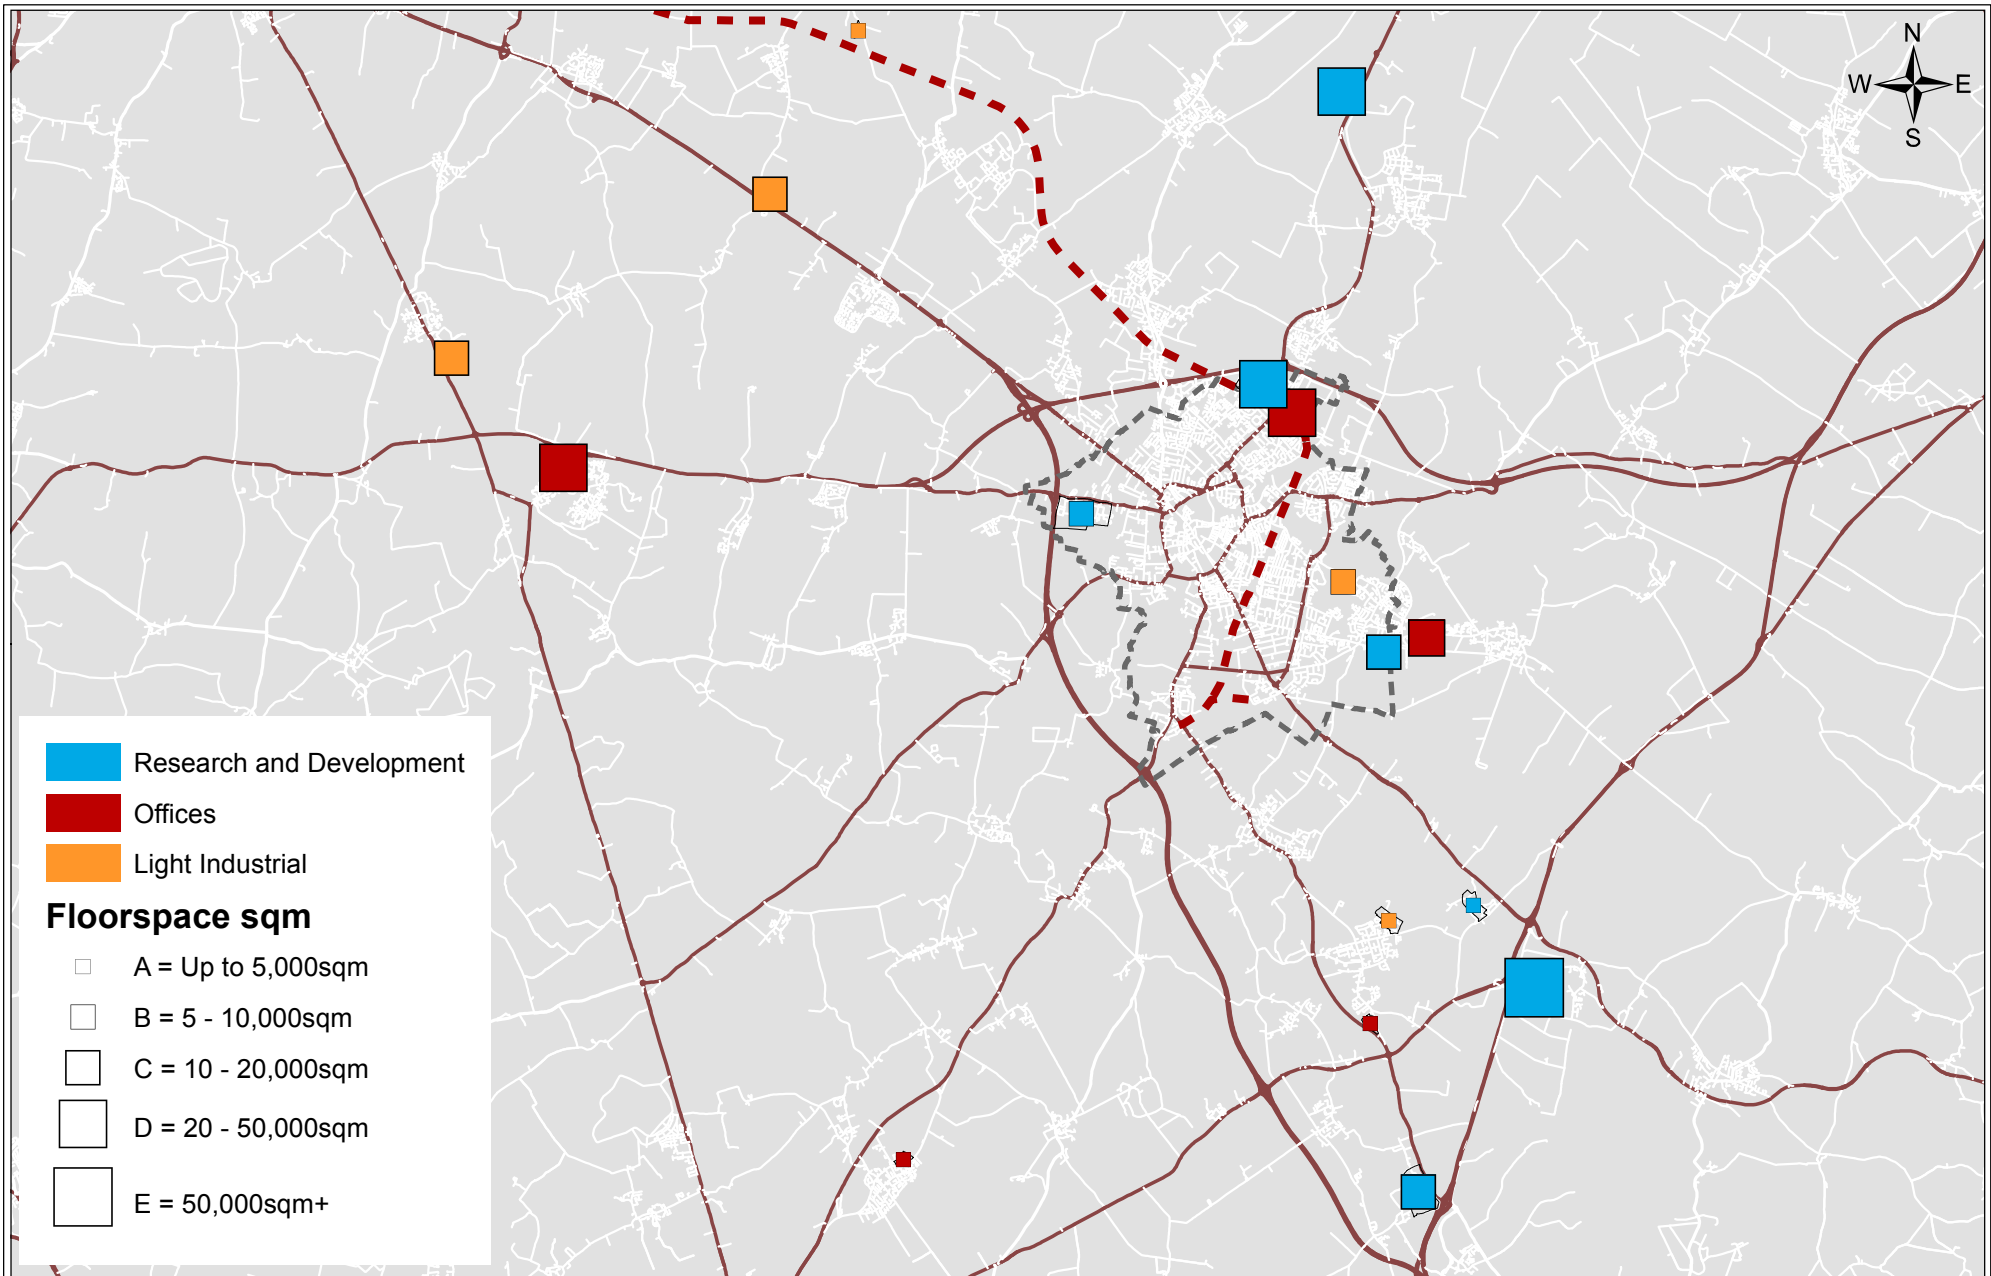 N
W E
S
Research and Development
Offices
Light Industrial
Floorspace sqm
A = Up to 5,000sqm
B = 5 - 10,000sqm
C = 10 - 20,000sqm
D = 20 - 50,000sqm
E = 50,000sqm+